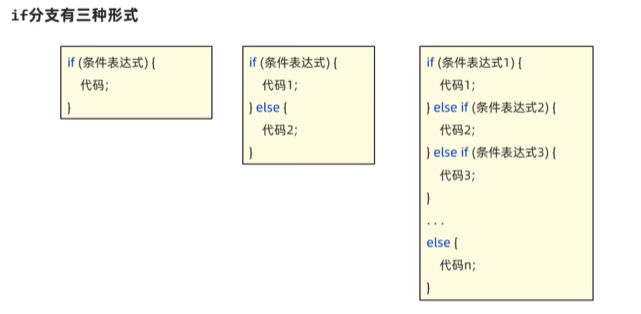 if分支有三种形式
if (条件表达式) {
代码;
}
if (条件表达式) {
代码1;
} else {
代码2;
}
if (条件表达式1) {
代码1;
} else if (条件表达式2) {
代码2;
} else if (条件表达式3) {
代码3;
}
. . .
else {
代码n;
}